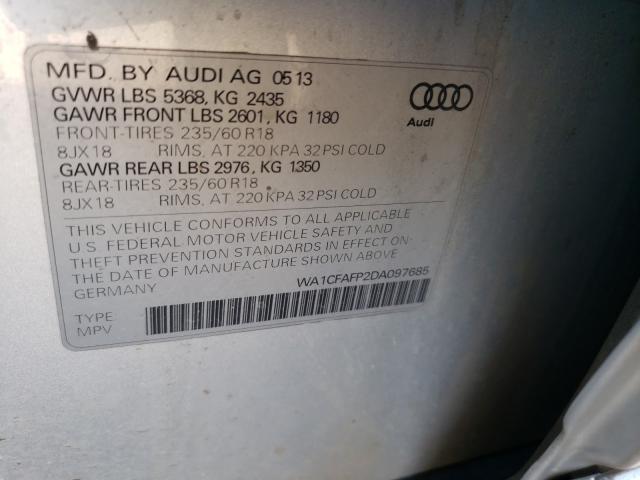 MFD. BY AUDI AG 05 13
GVWR LBS 5368, KG 2435
GAWR FRONT LBS 2601, KG 1180
FRONT-TIRES 235/60 R18
8JX18 RIMS, AT 220 KPA 32 PSI COLD
GAWR REAR LBS 2976, KG 1350
REAR-TIRES 235/60 R18
8JX18 RIMS, AT 220 KPA 32 PSI COLD
Audi
THIS VEHICLE CONFORMS TO ALL APPLICABLE
U.S. FEDERAL MOTOR VEHICLE SAFETY AND
THEFT PREVENTION STANDARDS IN EFFECT ON
THE DATE OF MANUFACTURE SHOWN ABOVE.
GERMANY
WA1CFAFP2DA097685
TYPE
MPV